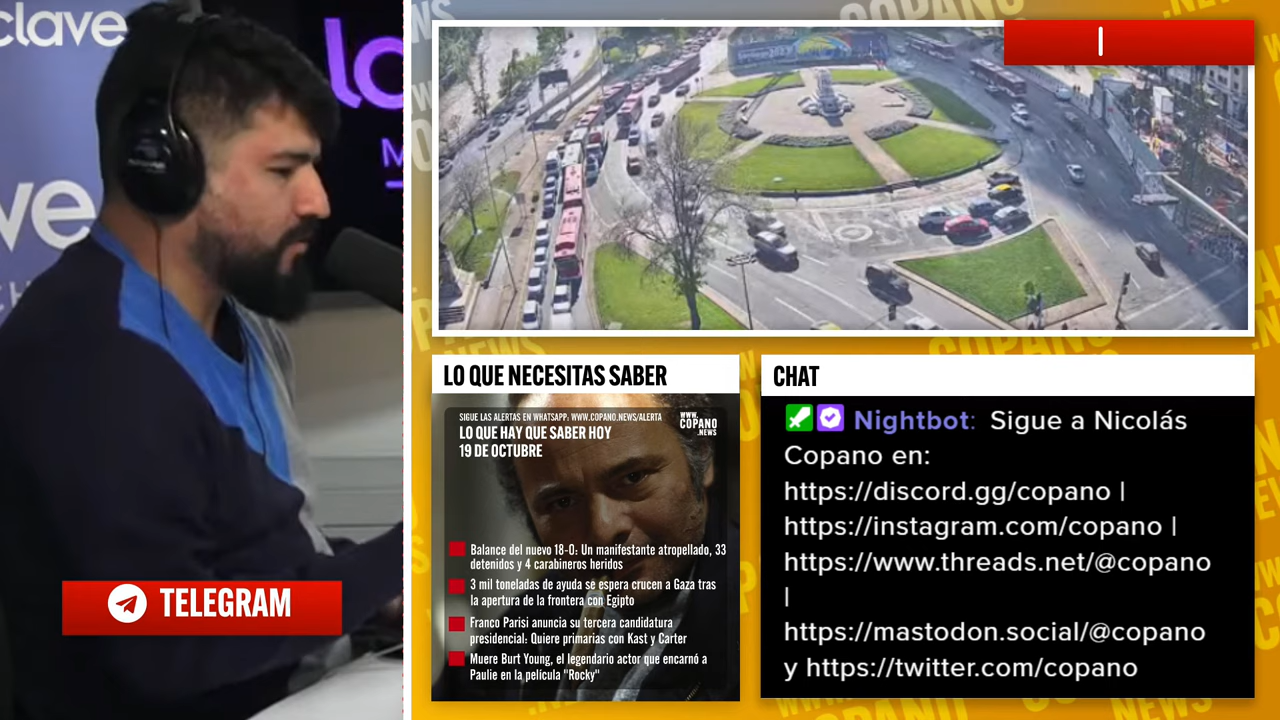 clave
ve
lo
M
TELEGRAM
LO QUE NECESITAS SABER
SIGUE LAS ALERTAS EN WHATSAPP: WWW.COPANO.NEWS/ALERTA
WWW.
COPANO
.NEWS
LO QUE HAY QUE SABER HOY
19 DE OCTUBRE
Balance del nuevo 18-O: Un manifestante atropellado, 33
detenidos y 4 carabineros heridos
3 mil toneladas de ayuda se espera crucen a Gaza tras
la apertura de la frontera con Egipto
Franco Parisi anuncia su tercera candidatura
presidencial: Quiere primarias con Kast y Carter
Muere Burt Young, el legendario actor que encarnó a
Paulie en la película "Rocky"
CHAT
Nightbot: Sigue a Nicolás
Copano en:
https://discord.gg/copano |
https://instagram.com/copano |
https://www.threads.net/@copano
|
https://mastodon.social/@copano
y https://twitter.com/copano